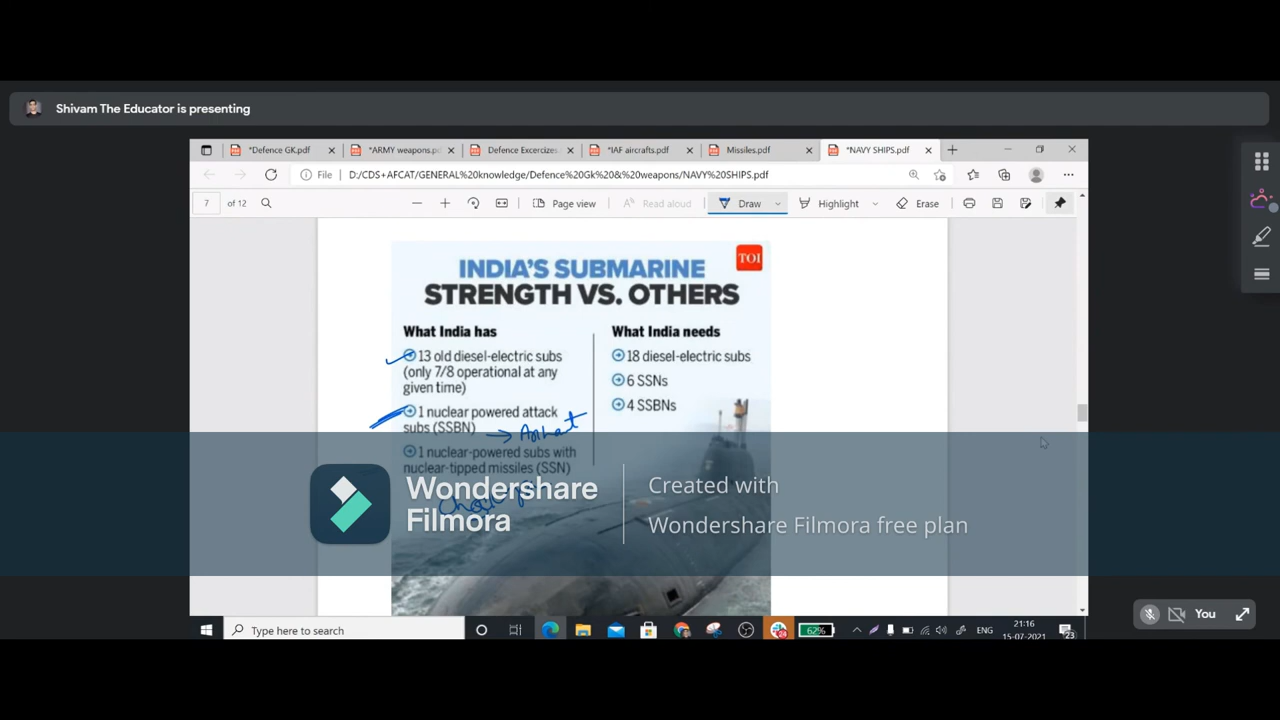 Shivam The Educator is presenting
*Defence GK.pdf
*ARMY weapons.pd
Defence Excercizes
*IAF aircrafts.pdf
Missiles.pdf
*NAVY SHIPS.pdf
File D:/CDS+AFCAT/GENERAL%20knowledge/Defence%20Gk%20&%20weapons/NAVY%20SHIPS.pdf
7 of 12 Page view Read aloud Draw Highlight Erase
TOI
INDIA'S SUBMARINE
STRENGTH VS. OTHERS
What India has
13 old diesel-electric subs
(only 7/8 operational at any
given time)
1 nuclear powered attack
subs (SSBN)
1 nuclear-powered subs with
nuclear-tipped missiles (SSN)
What India needs
18 diesel-electric subs
6 SSNs
4 SSBNs
Wondershare
Filmora
Created with
Wondershare Filmora free plan
You
Type here to search
62%
ENG
21:16
15-07-2021
23